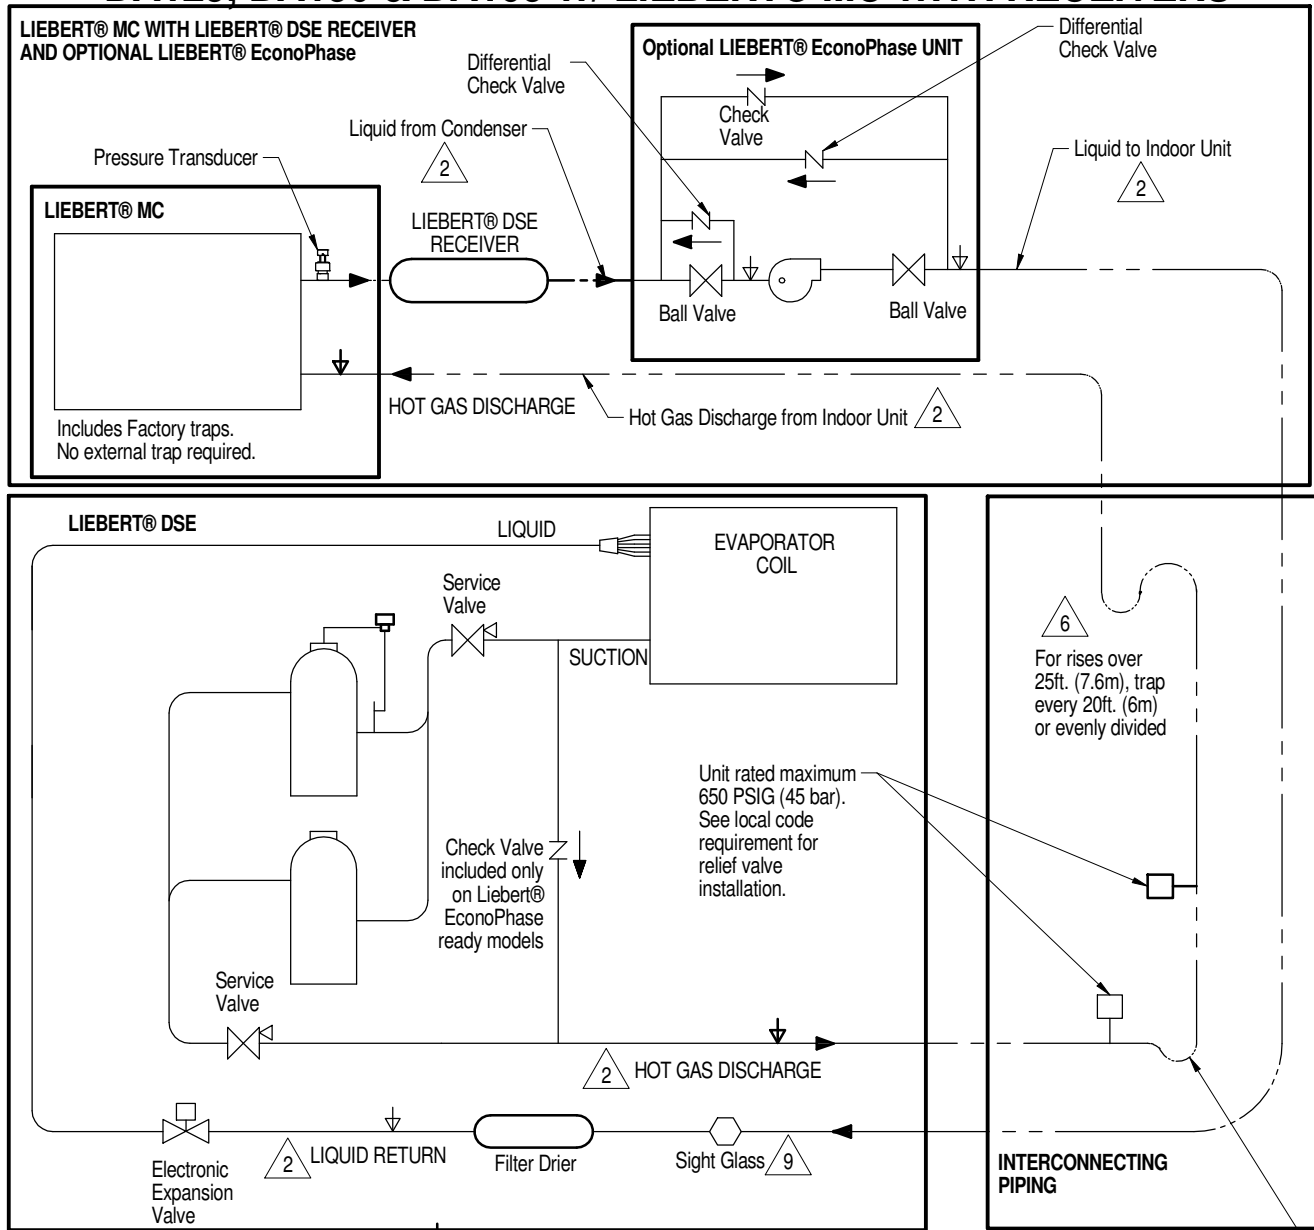 LIEBERT® MC WITH LIEBERT® DSE RECEIVER
AND OPTIONAL LIEBERT® EconoPhase
Optional LIEBERT® EconoPhase UNIT
Differential
Check Valve
Differential
Check Valve
Check
Valve
Liquid from Condenser
2
Liquid to Indoor Unit
2
Pressure Transducer
LIEBERT® MC
LIEBERT® DSE
RECEIVER
Ball Valve
Ball Valve
HOT GAS DISCHARGE
Hot Gas Discharge from Indoor Unit
2
Includes Factory traps.
No external trap required.
LIEBERT® DSE
LIQUID
EVAPORATOR
COIL
Service
Valve
SUCTION
6
For rises over
25ft. (7.6m), trap
every 20ft. (6m)
or evenly divided
Unit rated maximum
650 PSIG (45 bar).
See local code
requirement for
relief valve
installation.
Check Valve
included only
on Liebert®
EconoPhase
ready models
Service
Valve
2
HOT GAS DISCHARGE
2
LIQUID RETURN
Filter Drier
Sight Glass
9
Electronic
Expansion
Valve
INTERCONNECTING
PIPING